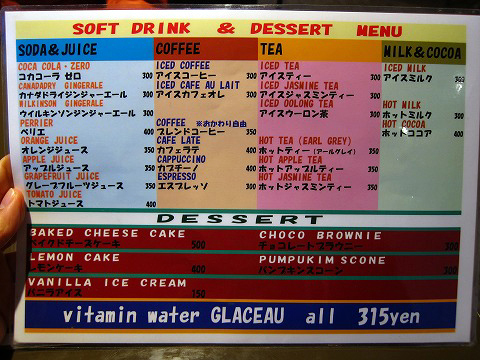 SOFT DRINK & DESSERT MENU
SODA&JUICE
COCA COLA・ZERO
コカコーラ ゼロ 300
CANADADRY GINGERALE
カナダドライジンジャーエール 300
WILKINSON GINGERALE
ウイルキンソンジンジャーエール 300
PERRIER
ペリエ 400
ORANGE JUICE
オレンジジュース 350
APPLE JUICE
アップルジュース 350
GRAPEFRUIT JUICE
グレープフルーツジュース 350
TOMATO JUICE
トマトジュース 400
COFFEE
ICED COFFEE
アイスコーヒー 300
ICED CAFE AU LAIT
アイスカフェオレ 300
COFFEE ※おかわり自由
ブレンドコーヒー 350
CAFE LATE
カフェラテ 400
CAPPUCCINO
カプチーノ 400
ESPRESSO
エスプレッソ 300
TEA
ICED TEA
アイスティー 300
ICED JASMINE TEA
アイスジャスミンティー 300
ICED OOLONG TEA
アイスウーロン茶 300
HOT TEA (EARL GREY)
ホットティー (アールグレイ) 350
HOT APPLE TEA
ホットアップルティー 350
HOT JASMINE TEA
ホットジャスミンティー 350
MILK&COCOA
ICED MILK
アイスミルク 300
HOT MILK
ホットミルク 300
HOT COCOA
ホットココア 400
DESSERT
BAKED CHEESE CAKE
ベイクドチーズケーキ 500
LEMON CAKE
レモンケーキ 400
VANILLA ICE CREAM
バニラアイス 150
CHOCO BROWNIE
チョコレートブラウニー 300
PUMPUKIM SCONE
パンプキンスコーン 300
vitamin water GLACEAU all 315yen